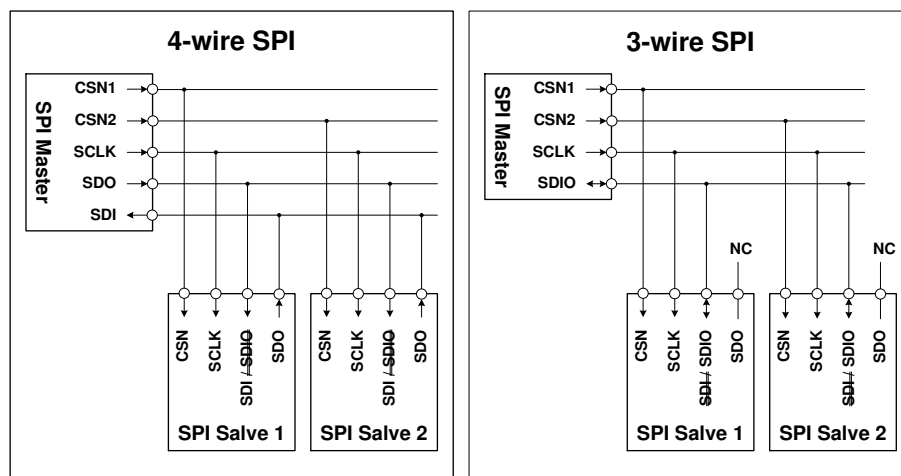 4-wire SPI
SPI Master
CSN1
CSN2
SCLK
SDO
SDI
CSN
SCLK
SDI / SDIO
SDO
SPI Salve 1
CSN
SCLK
SDI / SDIO
SDO
SPI Salve 2
3-wire SPI
SPI Master
CSN1
CSN2
SCLK
SDIO
NC
NC
CSN
SCLK
SDI / SDIO
SDO
SPI Salve 1
CSN
SCLK
SDI / SDIO
SDO
SPI Salve 2